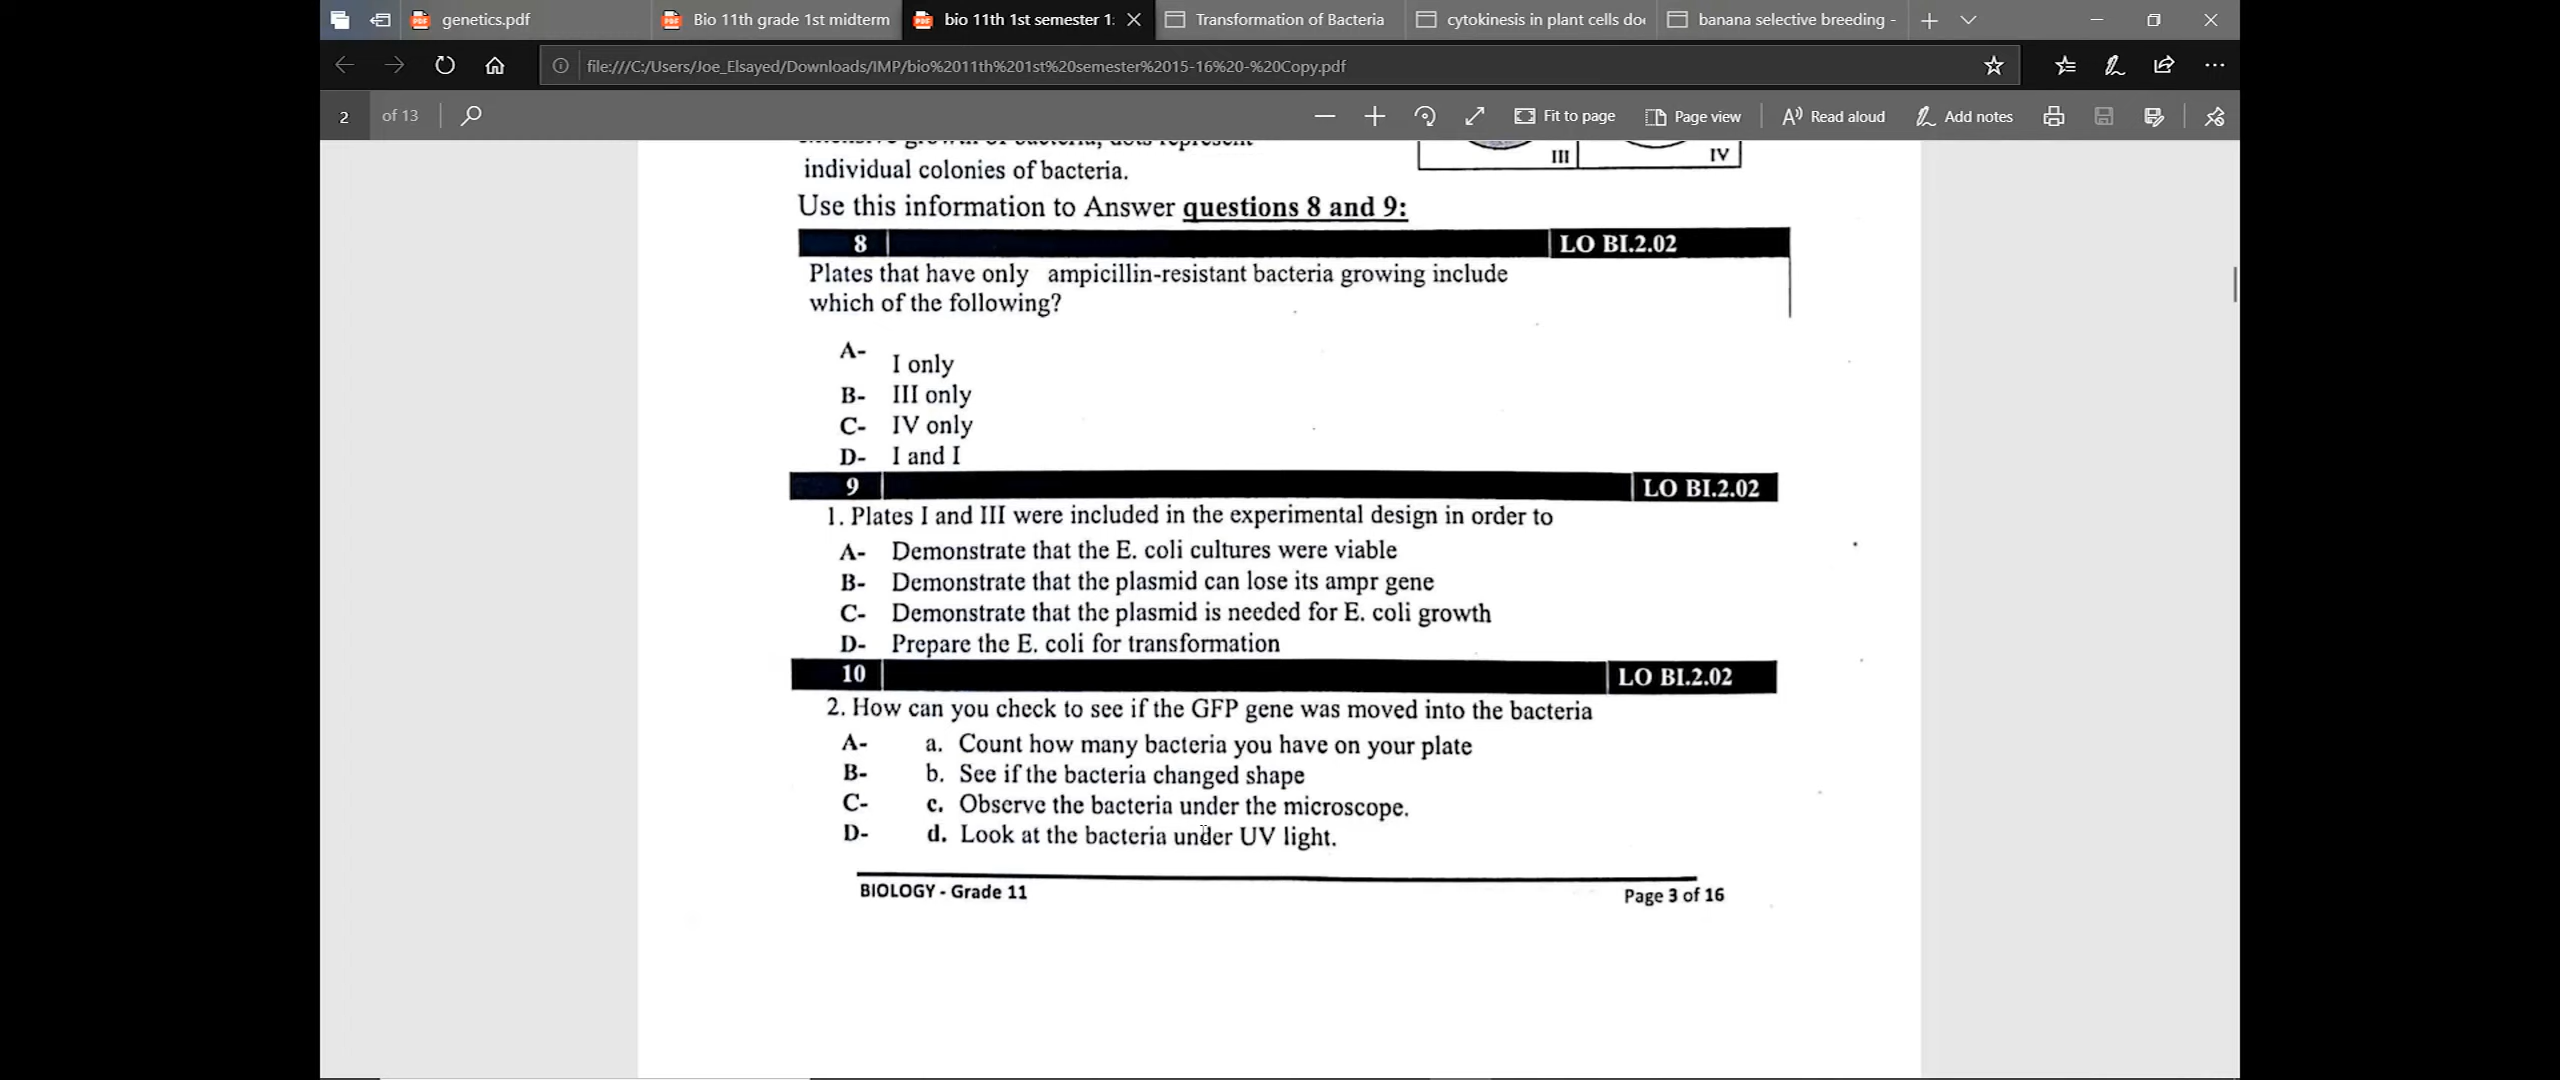 genetics.pdf
Bio 11th grade 1st midterm
bio 11th 1st semester 1
Transformation of Bacteria
cytokinesis in plant cells do
banana selective breeding -
file:///C:/Users/Joe_Elsayed/Downloads/IMP/bio%2011th%201st%20semester%2015-16%20-%20Copy.pdf
2 of 13
Fit to page
Page view
Read aloud
Add notes
extensive growth of bacteria, dots represent
individual colonies of bacteria.
III
IV
Use this information to Answer questions 8 and 9:
8 LO BI.2.02
Plates that have only ampicillin-resistant bacteria growing include
which of the following?
A- I only
B- III only
C- IV only
D- I and I
9 LO BI.2.02
1. Plates I and III were included in the experimental design in order to
A- Demonstrate that the E. coli cultures were viable
B- Demonstrate that the plasmid can lose its ampr gene
C- Demonstrate that the plasmid is needed for E. coli growth
D- Prepare the E. coli for transformation
10 LO BI.2.02
2. How can you check to see if the GFP gene was moved into the bacteria
A- a. Count how many bacteria you have on your plate
B- b. See if the bacteria changed shape
C- c. Observe the bacteria under the microscope.
D- d. Look at the bacteria under UV light.
BIOLOGY - Grade 11
Page 3 of 16